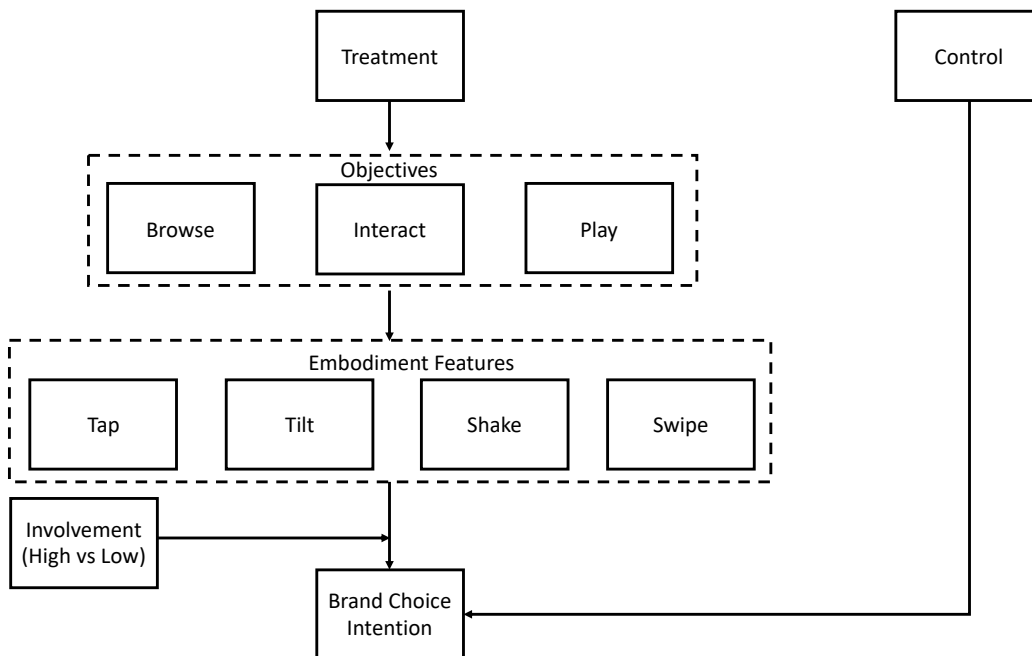 Treatment
Control
Objectives
Browse
Interact
Play
Embodiment Features
Tap
Tilt
Shake
Swipe
Involvement
(High vs Low)
Brand Choice
Intention